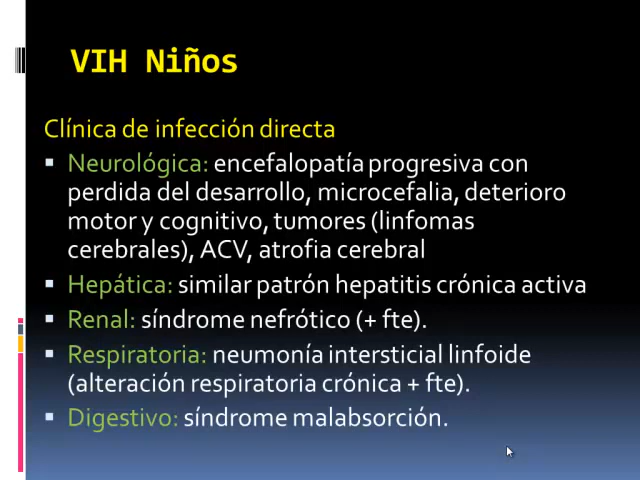 VIH Niños
Clínica de infección directa
▪ Neurológica: encefalopatía progresiva con
perdida del desarrollo, microcefalia, deterioro
motor y cognitivo, tumores (linfomas
cerebrales), ACV, atrofia cerebral
▪ Hepática: similar patrón hepatitis crónica activa
▪ Renal: síndrome nefrótico (+ fte).
▪ Respiratoria: neumonía intersticial linfoide
(alteración respiratoria crónica + fte).
▪ Digestivo: síndrome malabsorción.